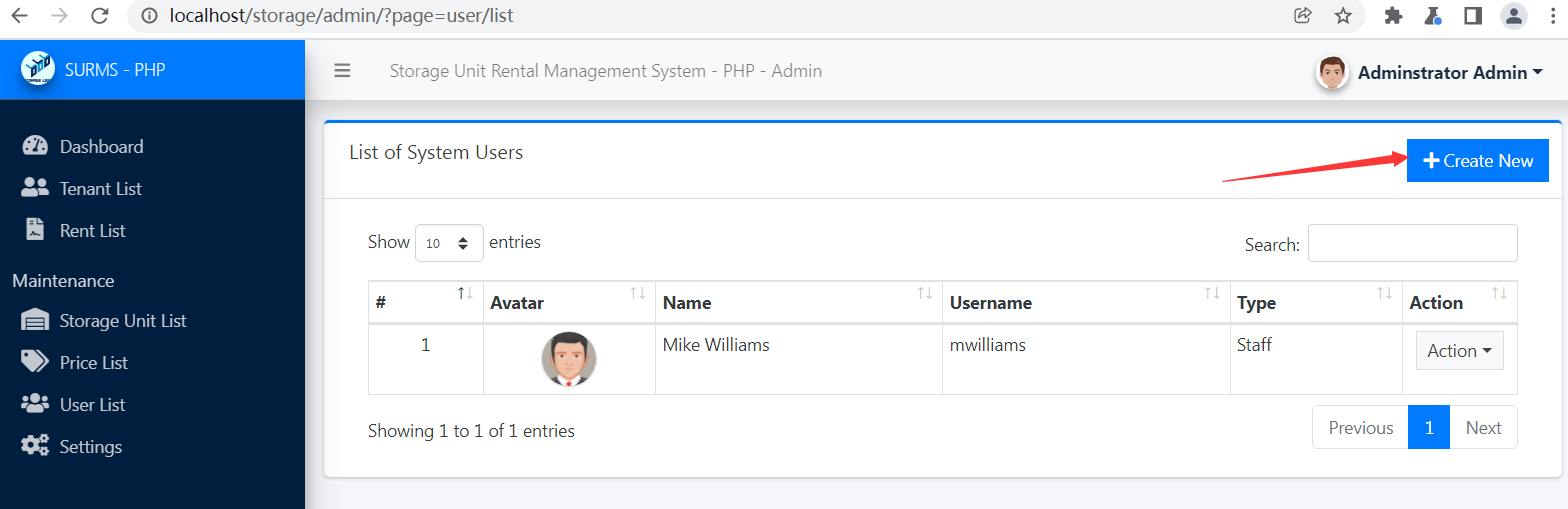 localhost/storage/admin/?page=user/list
SURMS - PHP
Storage Unit Rental Management System - PHP - Admin
Adminstrator Admin
Dashboard
Tenant List
Rent List
Maintenance
Storage Unit List
Price List
User List
Settings
List of System Users
Create New
Show 10 entries
Search:
# Avatar Name Username Type Action
1 Mike Williams mwilliams Staff Action
Showing 1 to 1 of 1 entries
Previous 1 Next